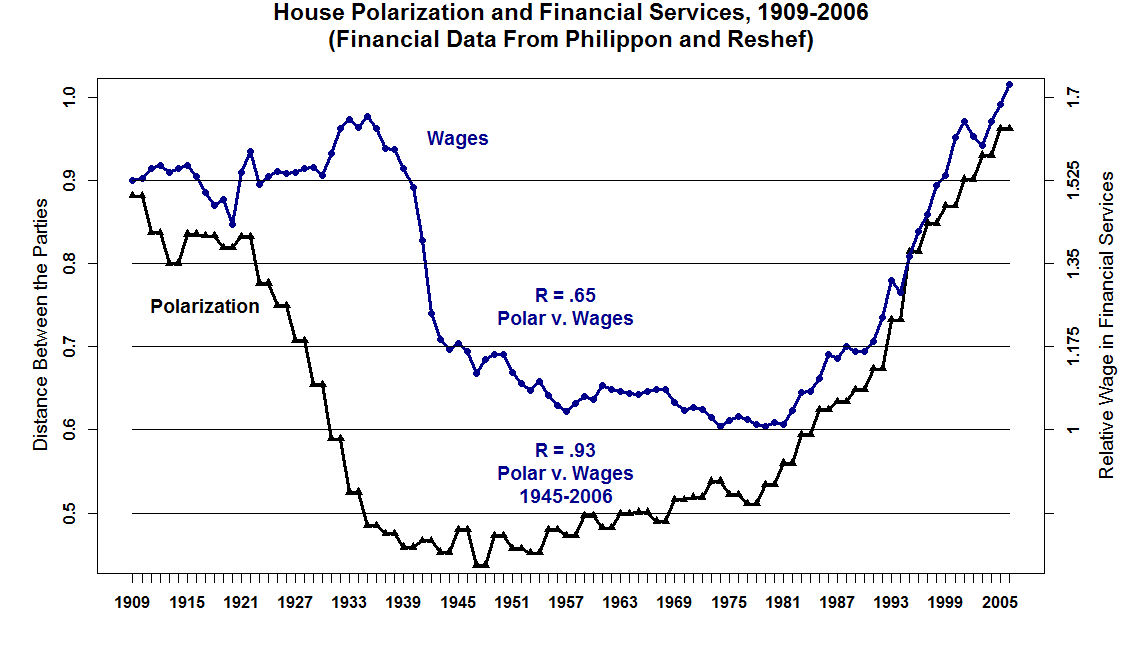 House Polarization and Financial Services, 1909-2006
(Financial Data From Philippon and Reshef)
Distance Between the Parties
1.0
0.9
0.8
0.7
0.6
0.5
Wages
Polarization
R = .65
Polar v. Wages
R = .93
Polar v. Wages
1945-2006
1.7
1.525
1.35
1.175
1
Relative Wage in Financial Services
1909 1915 1921 1927 1933 1939 1945 1951 1957 1963 1969 1975 1981 1987 1993 1999 2005